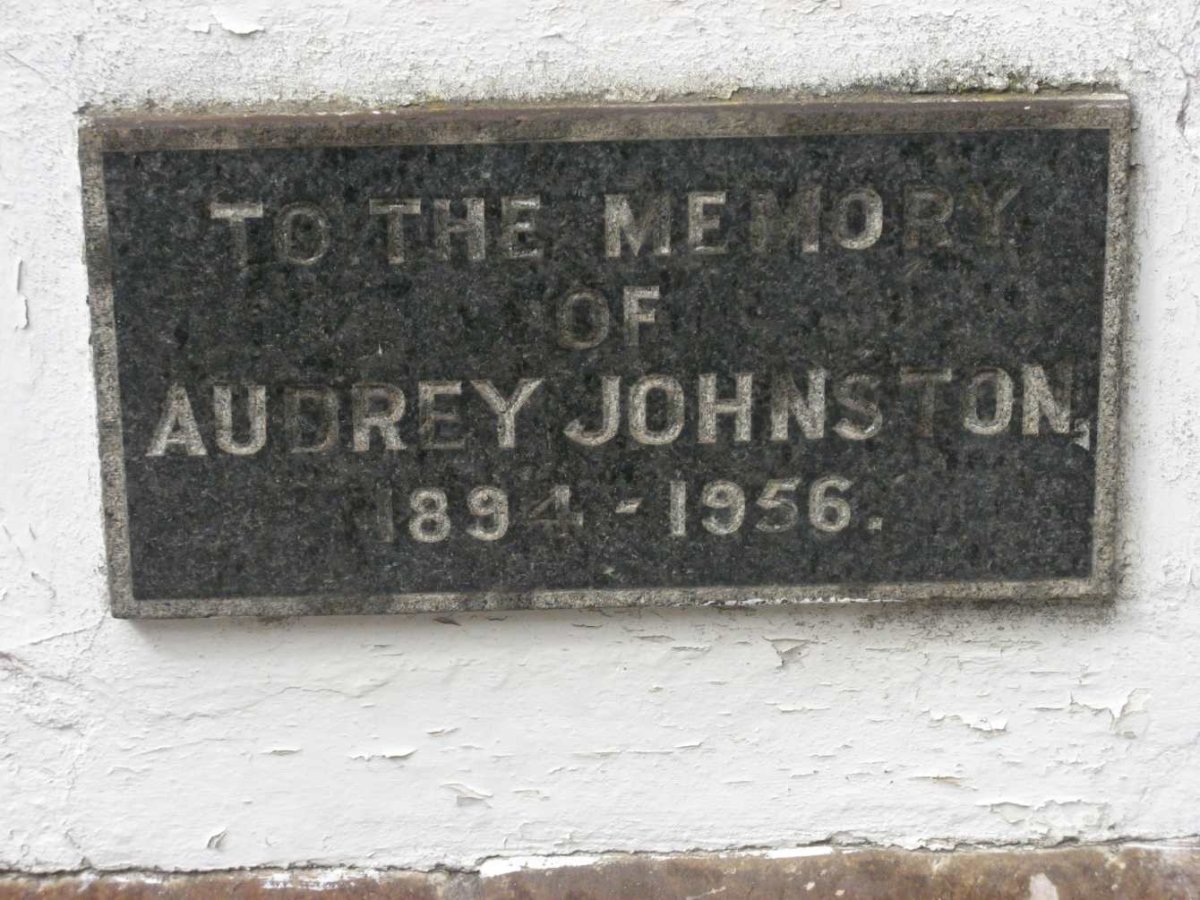 TO THE MEMORY
OF
AUDREY JOHNSTON,
1894 - 1956.